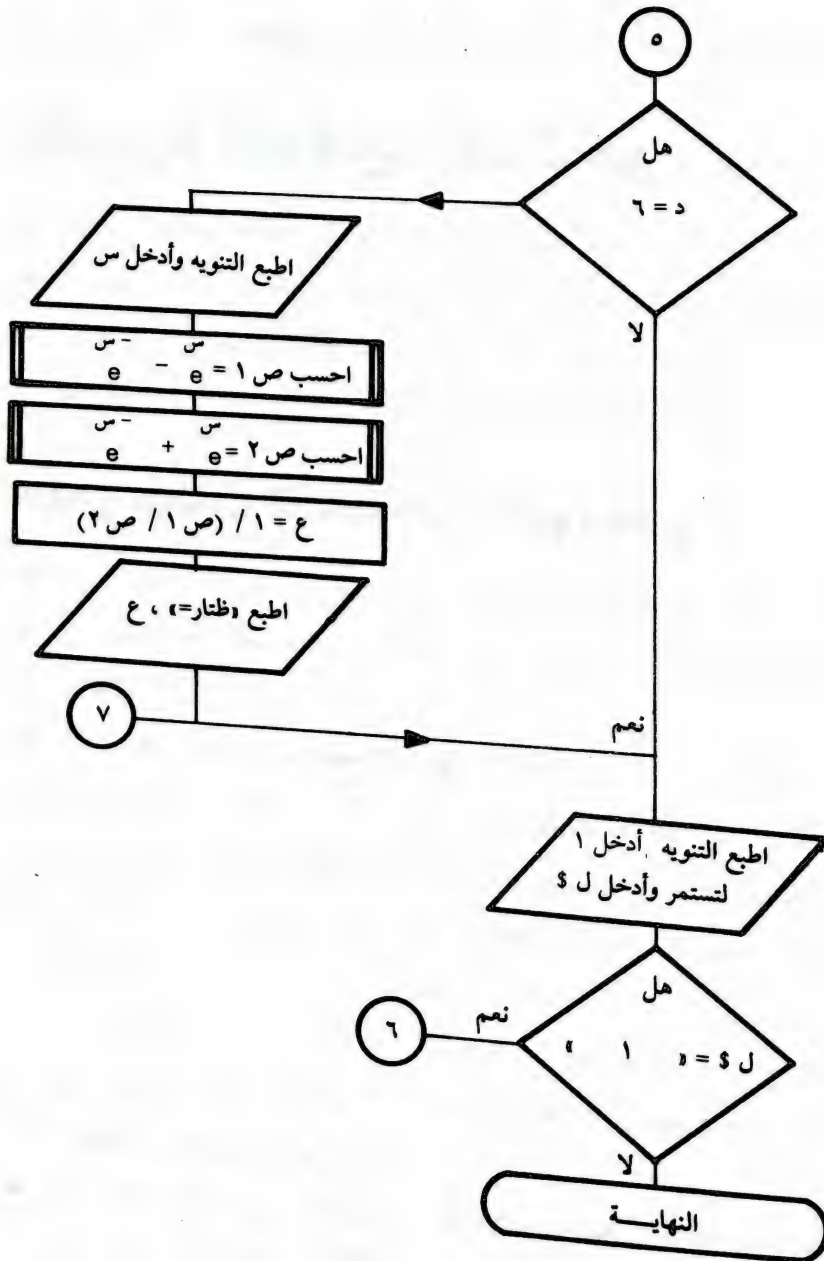 ٥
هل
د = ٦
لا
اطبع التنويه وأدخل س
احسب ص ١ = e س - e -س
احسب ص ٢ = e س + e -س
ع = ١ / (ص ١ / ص ٢)
اطبع «ظتار=» ، ع
٧
نعم
اطبع التنويه أدخل ١
لتستمر وأدخل ل $
هل
ل $ = « ١ »
نعم
٦
لا
النهايـــة